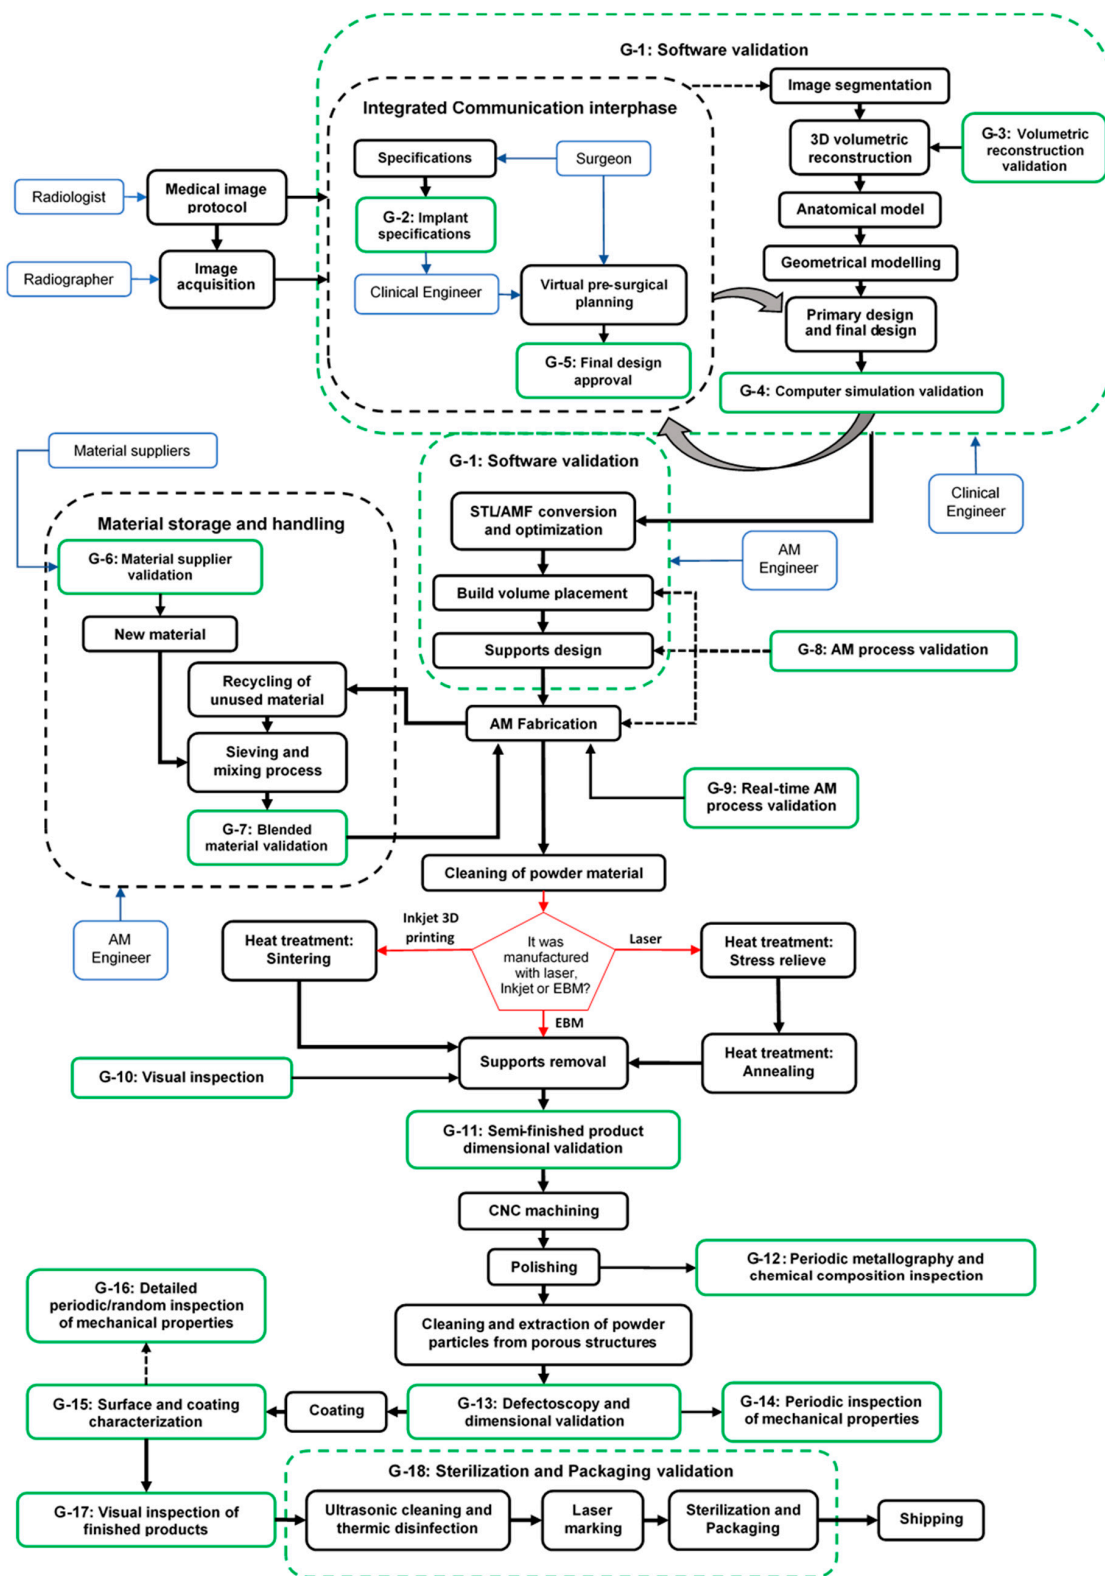 G-1: Software validation
Image segmentation
Integrated Communication interphase
3D volumetric
reconstruction
G-3: Volumetric
reconstruction
validation
Specifications
Surgeon
Radiologist
Medical image
protocol
G-2: Implant
specifications
Anatomical model
Radiographer
Image
acquisition
Clinical Engineer
Virtual pre-surgical
planning
Geometrical modelling
Primary design
and final design
G-5: Final design
approval
G-4: Computer simulation validation
Material suppliers
G-1: Software validation
Clinical
Engineer
Material storage and handling
STL/AMF conversion
and optimization
AM
Engineer
G-6: Material supplier
validation
Build volume placement
New material
Supports design
G-8: AM process validation
Recycling of
unused material
AM Fabrication
Sieving and
mixing process
G-9: Real-time AM
process validation
G-7: Blended
material validation
Cleaning of powder material
AM
Engineer
Heat treatment:
Sintering
Inkjet 3D
printing
It was
manufactured
with laser,
Inkjet or EBM?
Laser
Heat treatment:
Stress relieve
EBM
G-10: Visual inspection
Supports removal
Heat treatment:
Annealing
G-11: Semi-finished product
dimensional validation
CNC machining
Polishing
G-12: Periodic metallography and
chemical composition inspection
G-16: Detailed
periodic/random inspection
of mechanical properties
Cleaning and extraction of powder
particles from porous structures
G-15: Surface and coating
characterization
Coating
G-13: Defectoscopy and
dimensional validation
G-14: Periodic inspection
of mechanical properties
G-18: Sterilization and Packaging validation
G-17: Visual inspection of
finished products
Ultrasonic cleaning and
thermic disinfection
Laser
marking
Sterilization and
Packaging
Shipping